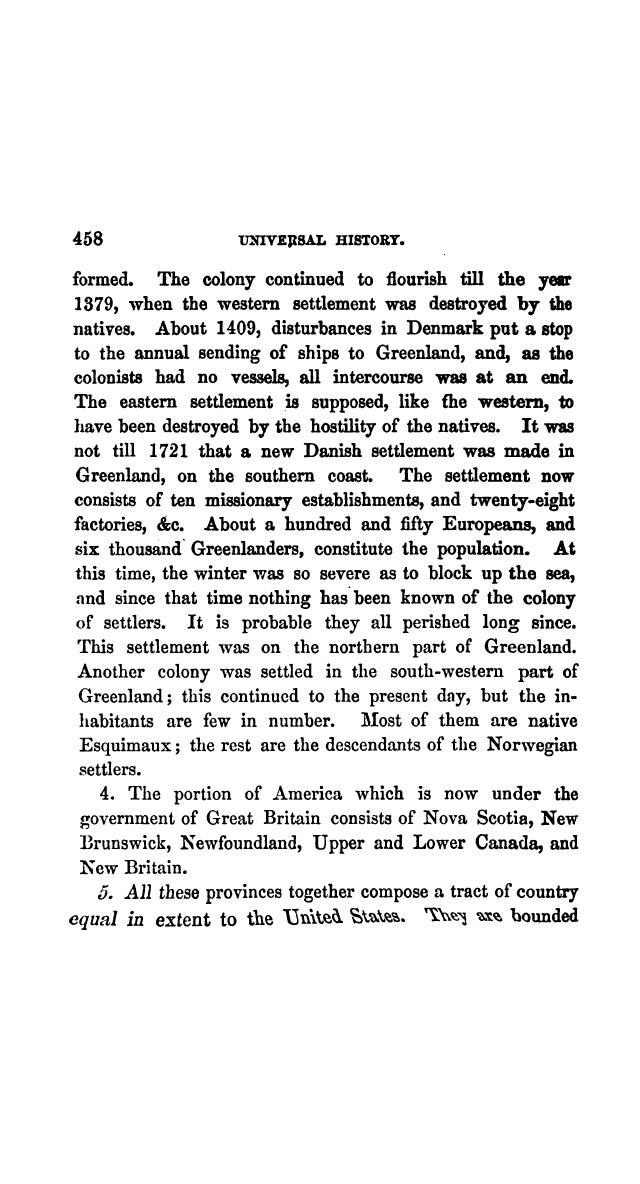 458 UNIVERSAL HISTORY.
formed. The colony continued to flourish till the year
1379, when the western settlement was destroyed by the
natives. About 1409, disturbances in Denmark put a stop
to the annual sending of ships to Greenland, and, as the
colonists had no vessels, all intercourse was at an end.
The eastern settlement is supposed, like the western, to
have been destroyed by the hostility of the natives. It was
not till 1721 that a new Danish settlement was made in
Greenland, on the southern coast. The settlement now
consists of ten missionary establishments, and twenty-eight
factories, &c. About a hundred and fifty Europeans, and
six thousand Greenlanders, constitute the population. At
this time, the winter was so severe as to block up the sea,
and since that time nothing has been known of the colony
of settlers. It is probable they all perished long since.
This settlement was on the northern part of Greenland.
Another colony was settled in the south-western part of
Greenland; this continued to the present day, but the in-
habitants are few in number. Most of them are native
Esquimaux; the rest are the descendants of the Norwegian
settlers.
4. The portion of America which is now under the
government of Great Britain consists of Nova Scotia, New
Brunswick, Newfoundland, Upper and Lower Canada, and
New Britain.
5. All these provinces together compose a tract of country
equal in extent to the United States. They are bounded